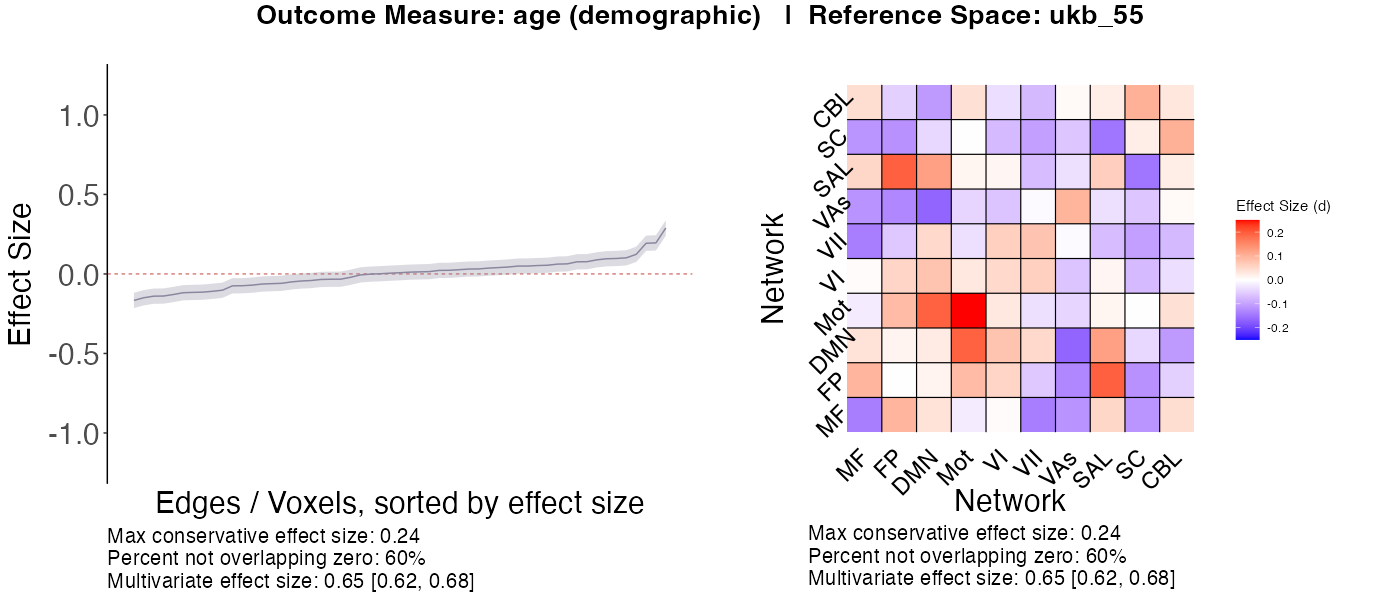 Outcome Measure: age (demographic) | Reference Space: ukb_55
1.0
0.5
0.0
-0.5
-1.0
Effect Size
Edges / Voxels, sorted by effect size
Max conservative effect size: 0.24
Percent not overlapping zero: 60%
Multivariate effect size: 0.65 [0.62, 0.68]
Network
CBL
SC
SAL
VAs
VII
VI
Mot
DMN
FP
MF
MF FP DMN Mot VI VII VAs SAL SC CBL
Network
Max conservative effect size: 0.24
Percent not overlapping zero: 60%
Multivariate effect size: 0.65 [0.62, 0.68]
Effect Size (d)
0.2
0.1
0.0
-0.1
-0.2